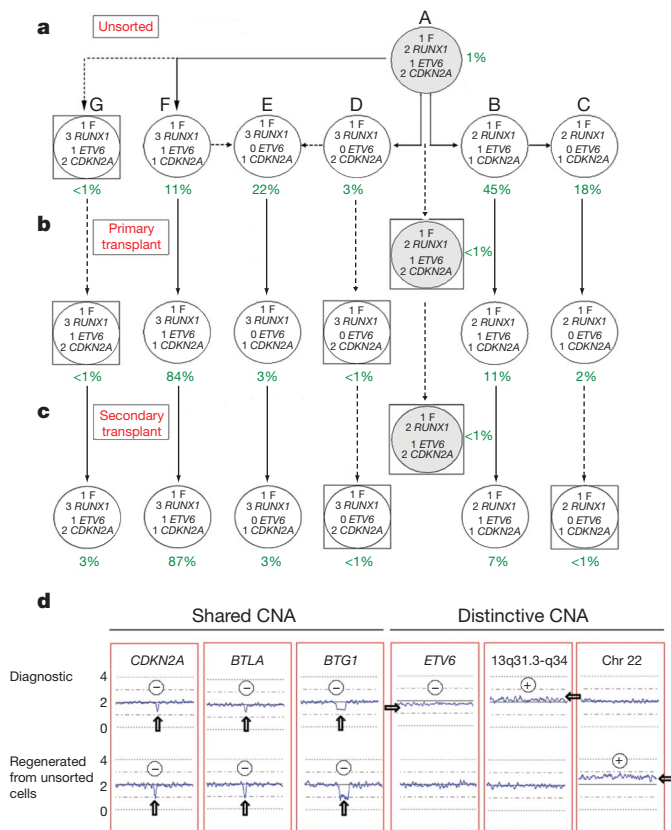 a
Unsorted
A
1 F
2 RUNX1
1 ETV6
2 CDKN2A
1%
G
F
E
D
B
C
1 F
3 RUNX1
1 ETV6
2 CDKN2A
1 F
3 RUNX1
1 ETV6
1 CDKN2A
1 F
3 RUNX1
0 ETV6
1 CDKN2A
1 F
3 RUNX1
0 ETV6
2 CDKN2A
1 F
2 RUNX1
1 ETV6
1 CDKN2A
1 F
2 RUNX1
0 ETV6
1 CDKN2A
<1%
11%
22%
3%
45%
18%
b
Primary
transplant
1 F
2 RUNX1
1 ETV6
2 CDKN2A
<1%
1 F
3 RUNX1
1 ETV6
2 CDKN2A
1 F
3 RUNX1
1 ETV6
1 CDKN2A
1 F
3 RUNX1
0 ETV6
1 CDKN2A
1 F
3 RUNX1
0 ETV6
2 CDKN2A
1 F
2 RUNX1
1 ETV6
1 CDKN2A
1 F
2 RUNX1
0 ETV6
1 CDKN2A
<1%
84%
3%
<1%
11%
2%
c
Secondary
transplant
1 F
2 RUNX1
1 ETV6
2 CDKN2A
<1%
1 F
3 RUNX1
1 ETV6
2 CDKN2A
1 F
3 RUNX1
1 ETV6
1 CDKN2A
1 F
3 RUNX1
0 ETV6
1 CDKN2A
1 F
3 RUNX1
0 ETV6
2 CDKN2A
1 F
2 RUNX1
1 ETV6
1 CDKN2A
1 F
2 RUNX1
0 ETV6
1 CDKN2A
3%
87%
3%
<1%
7%
<1%
d
Shared CNA
Distinctive CNA
CDKN2A
BTLA
BTG1
ETV6
13q31.3-q34
Chr 22
Diagnostic
4
2
0
−
−
−
−
+
Regenerated
from unsorted
cells
4
2
0
−
−
−
+